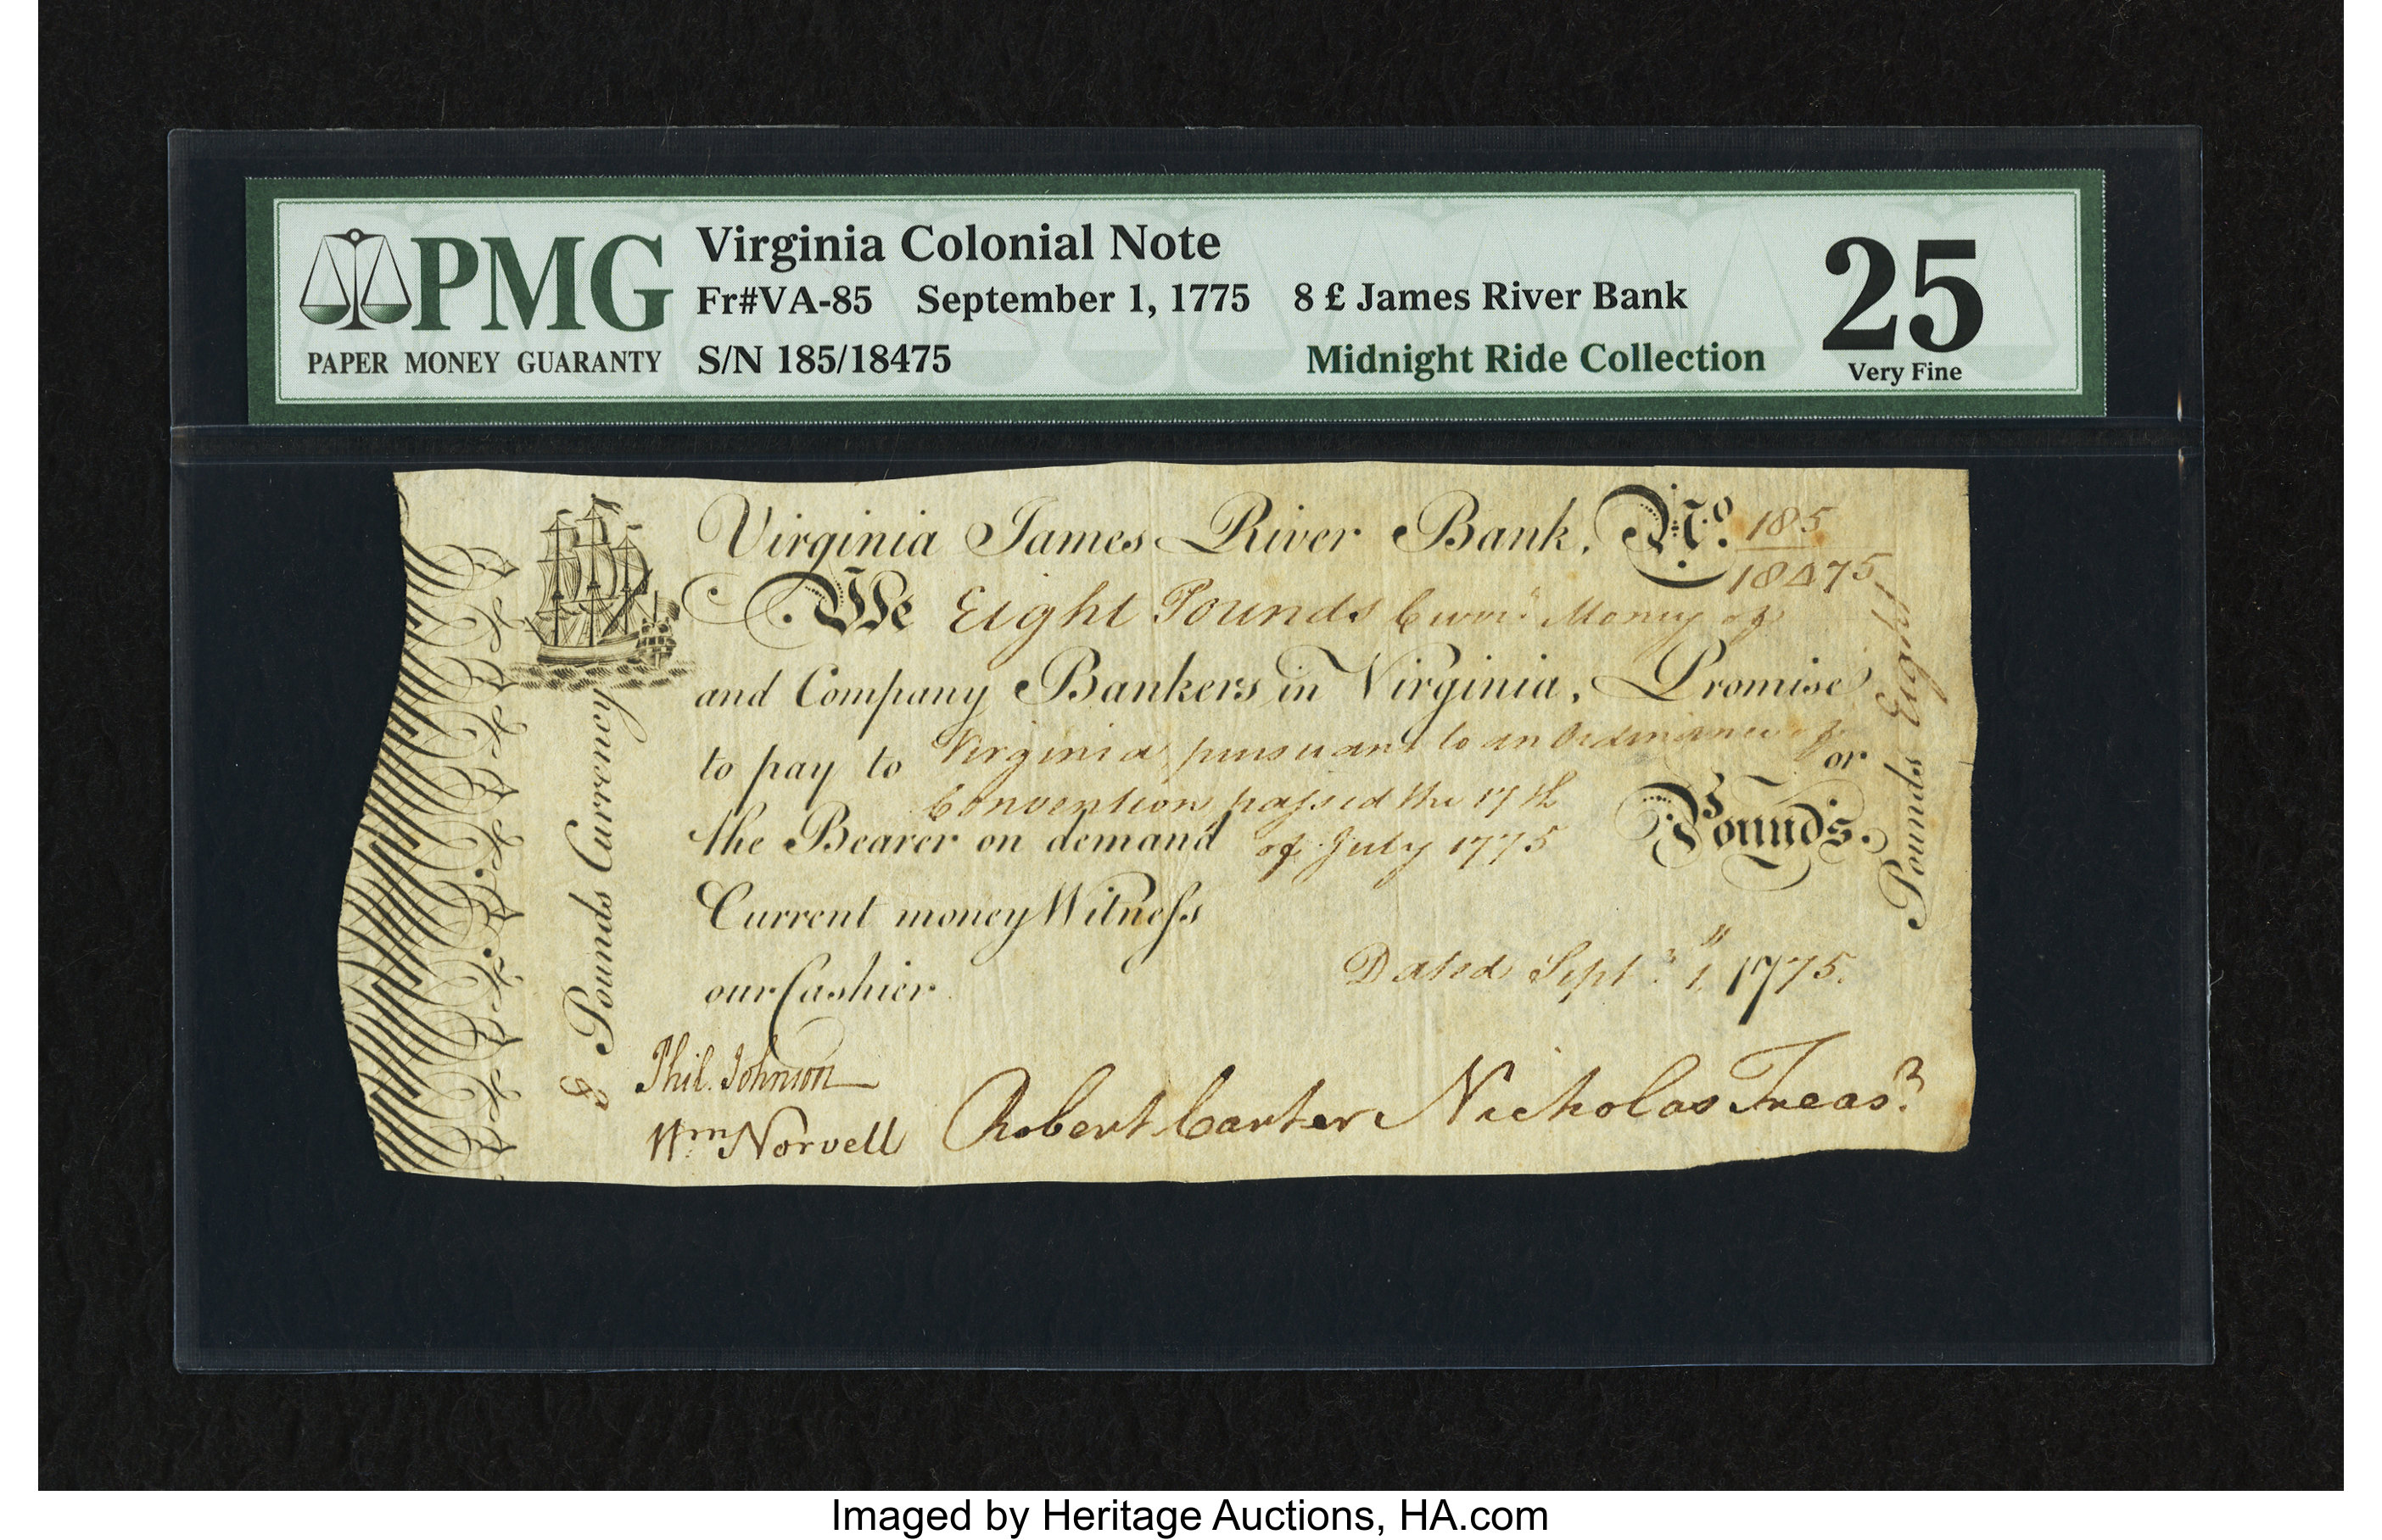 PMG
PAPER MONEY GUARANTY
Virginia Colonial Note
Fr#VA-85 September 1, 1775 8 £ James River Bank
S/N 185/18475
Midnight Ride Collection
25
Very Fine
Virginia James River Bank, No. 185
18475
We Eight Pounds Curr.t Money of
and Company Bankers in Virginia, Promise
to pay to Virginia pursuant to an Ordinance of
or
Convention passed the 17th
the Bearer on demand of July 1775 Pounds.
Current money Witneſs
our Cashier
Dated Sept.r 1, 1775.
Phil. Johnson
Wm Norvell
Robert Carter Nicholas Treas.r
8 Pounds Currency
Pounds Eight
Imaged by Heritage Auctions, HA.com